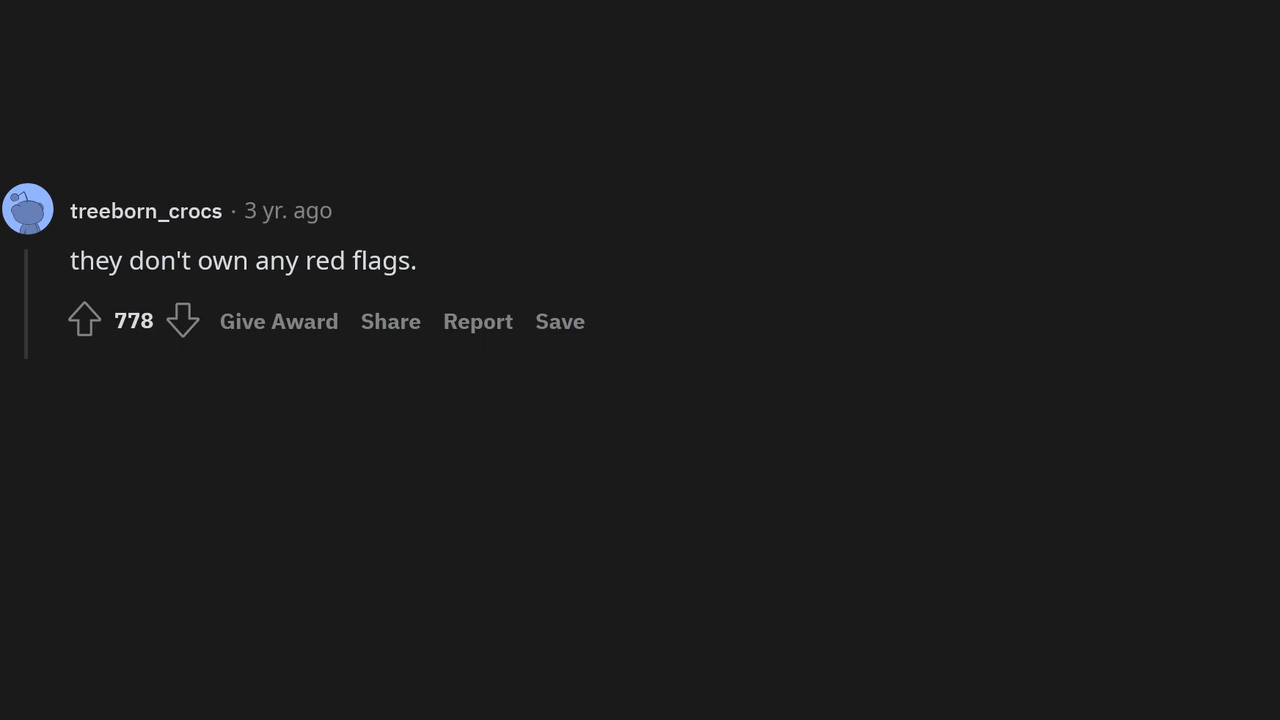 treeborn_crocs · 3 yr. ago
they don't own any red flags.
778 Give Award Share Report Save